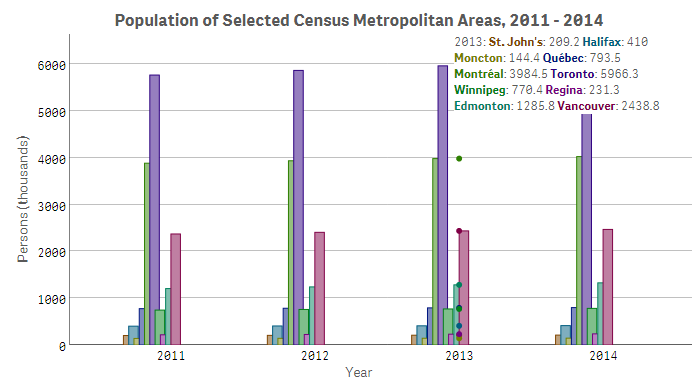 Population of Selected Census Metropolitan Areas, 2011 - 2014
2013: St. John's: 209.2 Halifax: 410
Moncton: 144.4 Québec: 793.5
Montréal: 3984.5 Toronto: 5966.3
Winnipeg: 770.4 Regina: 231.3
Edmonton: 1285.8 Vancouver: 2438.8
Persons (thousands)
6000
5000
4000
3000
2000
1000
0
2011 2012 2013 2014
Year